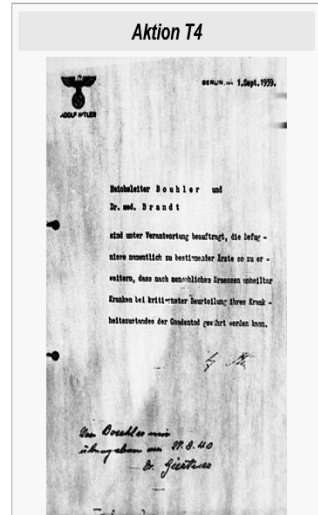 Aktion T4
BERLIN, 1.Sept.1939.
ADOLF HITLER
Reichsleiter Bouhler und
Dr. med. Brandt
sind unter Verantwortung beauftragt, die Befug -
nisse namentlich zu bestimmender Ärzte so zu er -
weitern, dass nach menschlichem Ermessen unheilbar
Kranken bei kritischster Beurteilung ihres Krank -
heitszustandes der Gnadentod gewährt werden kann.
Von Bouhler mir
übergeben am 27.8.40
Dr. Gürtner